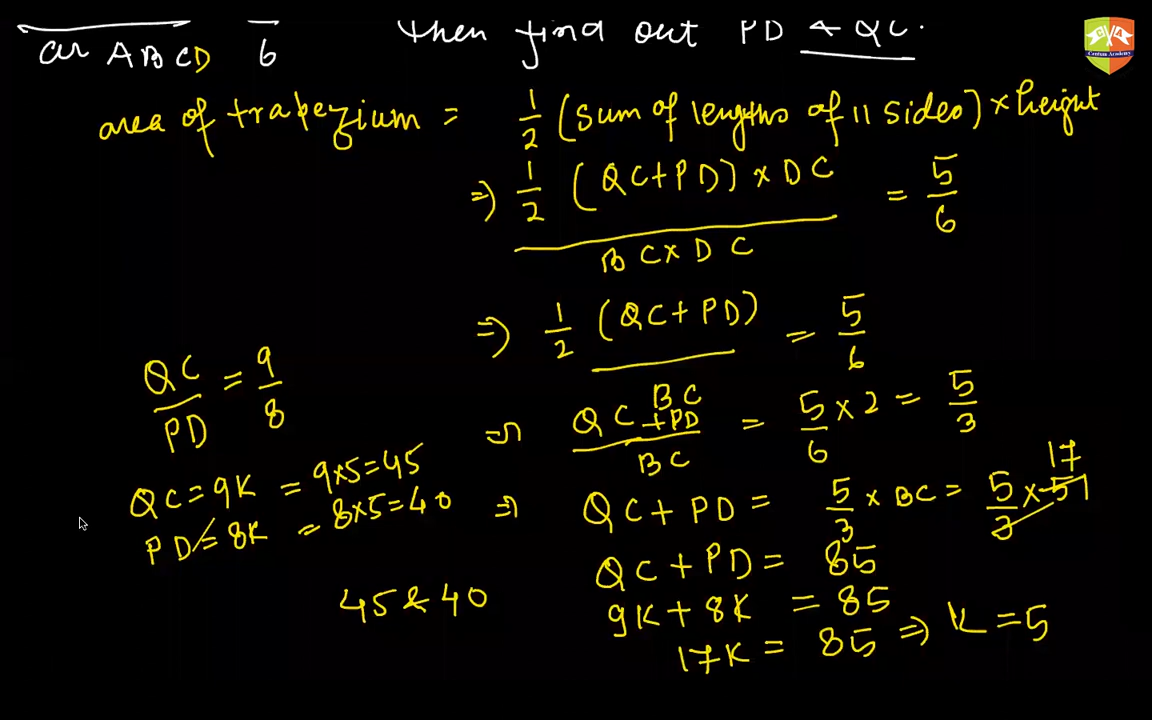 ar ABCD 6 then find out PD & QC.
area of trapezium = 1/2 (sum of lengths of || sides) × height
⇒ 1/2 (QC+PD) × DC / BC × DC = 5/6
⇒ 1/2 (QC+PD) / BC = 5/6
QC/PD = 9/8
⇒ QC+PD / BC = 5/6 × 2 = 5/3
QC = 9K = 9×5=45
PD = 8K = 8×5=40
⇒ QC + PD = 5/3 × BC = 5/3 × 51 17
QC + PD = 85
45 & 40
9K + 8K = 85
17K = 85 ⇒ K = 5